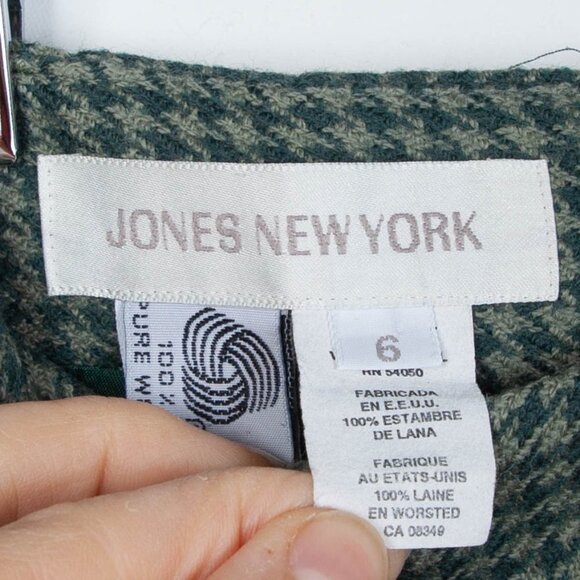 JONES NEW YORK
PURE
100%
6
RN 54050
FABRICADA
EN E.E.U.U.
100% ESTAMBRE
DE LANA
FABRIQUE
AU ETATS-UNIS
100% LAINE
EN WORSTED
CA 08349